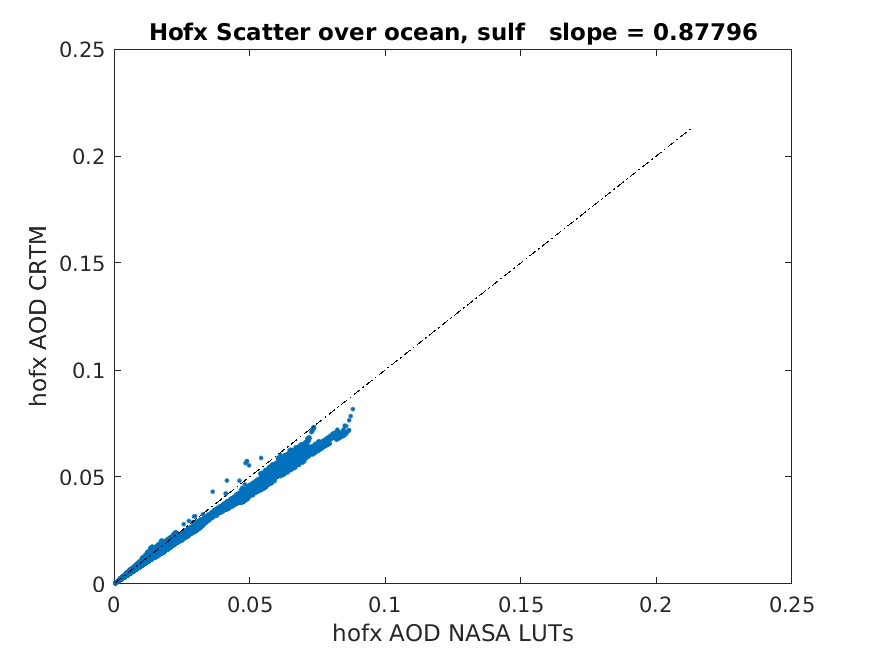 Hofx Scatter over ocean, sulf   slope = 0.87796
0.25
0.2
0.15
0.1
0.05
0
hofx AOD CRTM
0 0.05 0.1 0.15 0.2 0.25
hofx AOD NASA LUTs